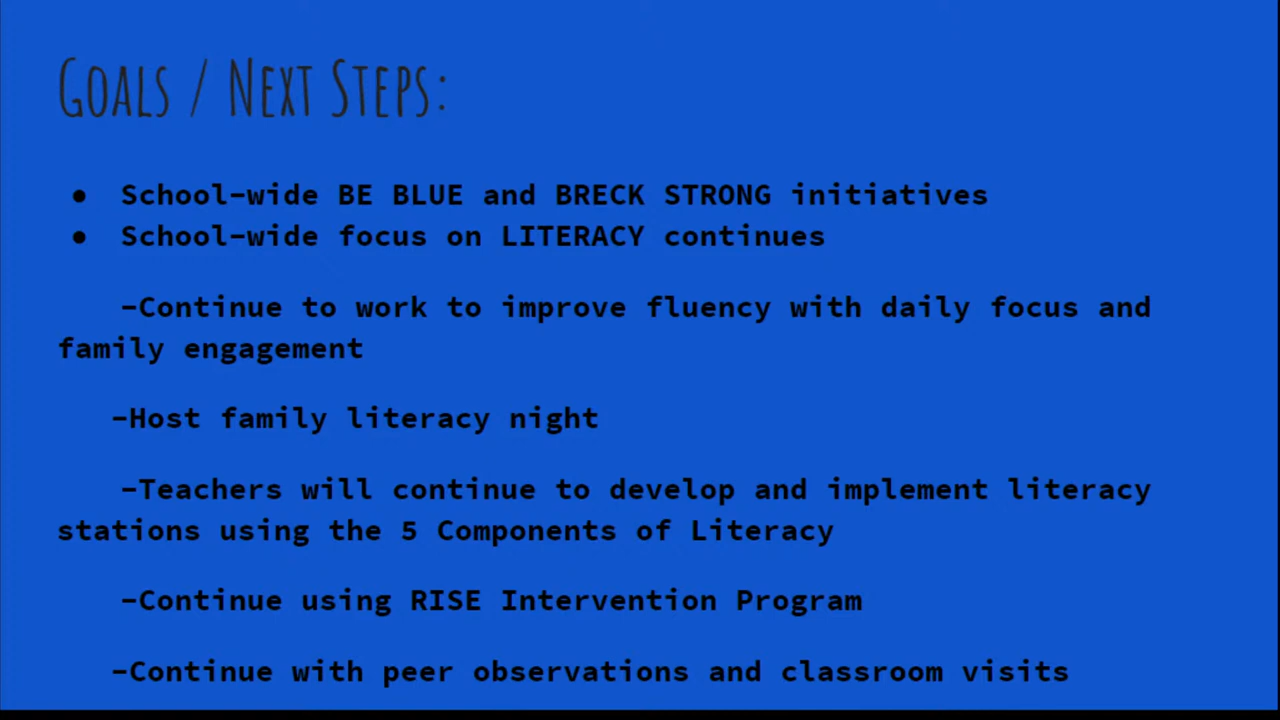 Goals / Next Steps:
● School-wide BE BLUE and BRECK STRONG initiatives
● School-wide focus on LITERACY continues
-Continue to work to improve fluency with daily focus and
family engagement
-Host family literacy night
-Teachers will continue to develop and implement literacy
stations using the 5 Components of Literacy
-Continue using RISE Intervention Program
-Continue with peer observations and classroom visits